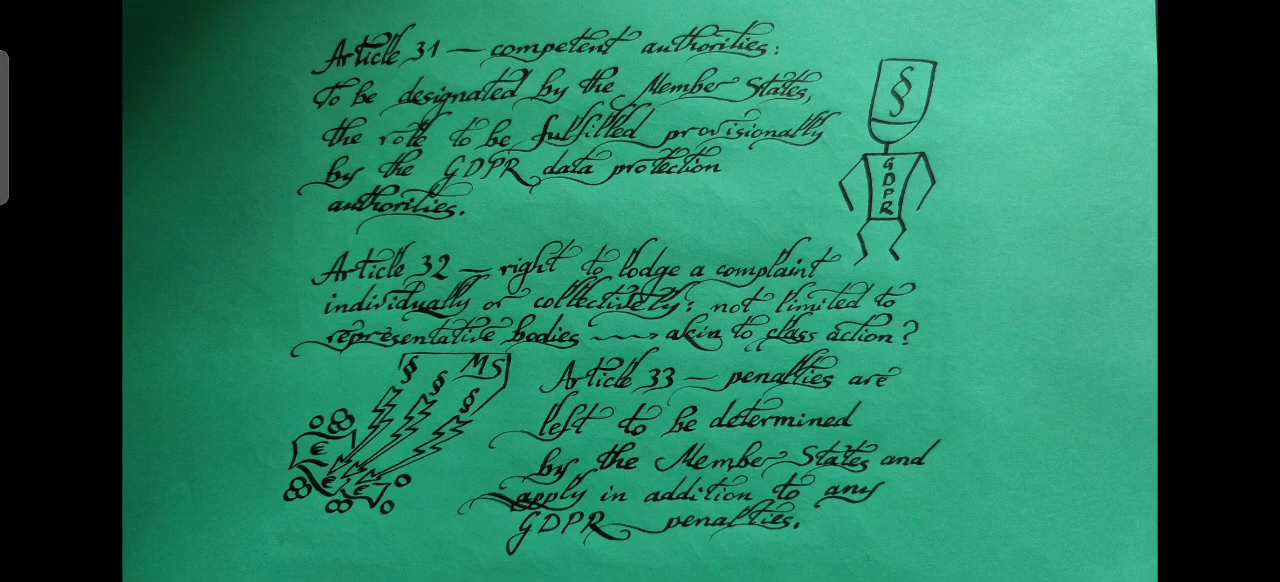 Article 31 — competent authorities:
To be designated by the Member States,
the role to be fulfilled provisionally
by the GDPR data protection
authorities.
§
G
D
P
R
Article 32 — right to lodge a complaint
individually or collectively: not limited to
representative bodies ~~~> akin to class action?
§ § § MS
€ € €
Article 33 — penalties are
left to be determined
by the Member States and
apply in addition to any
GDPR penalties.